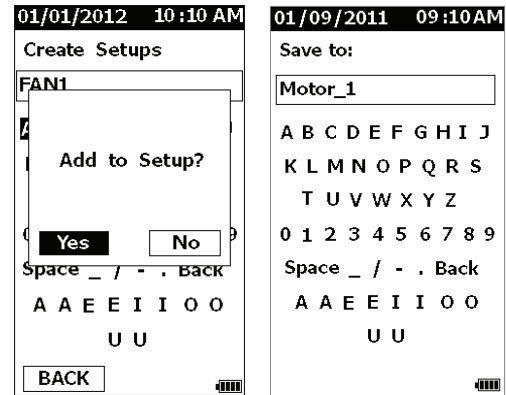 01/01/2012 10:10 AM
Create Setups
FAN1
Add to Setup?
Yes No
Space _ / - . Back
A A E E I I O O
U U
BACK
01/09/2011 09:10AM
Save to:
Motor_1
A B C D E F G H I J
K L M N O P Q R S
T U V W X Y Z
0 1 2 3 4 5 6 7 8 9
Space _ / - . Back
A A E E I I O O
U U